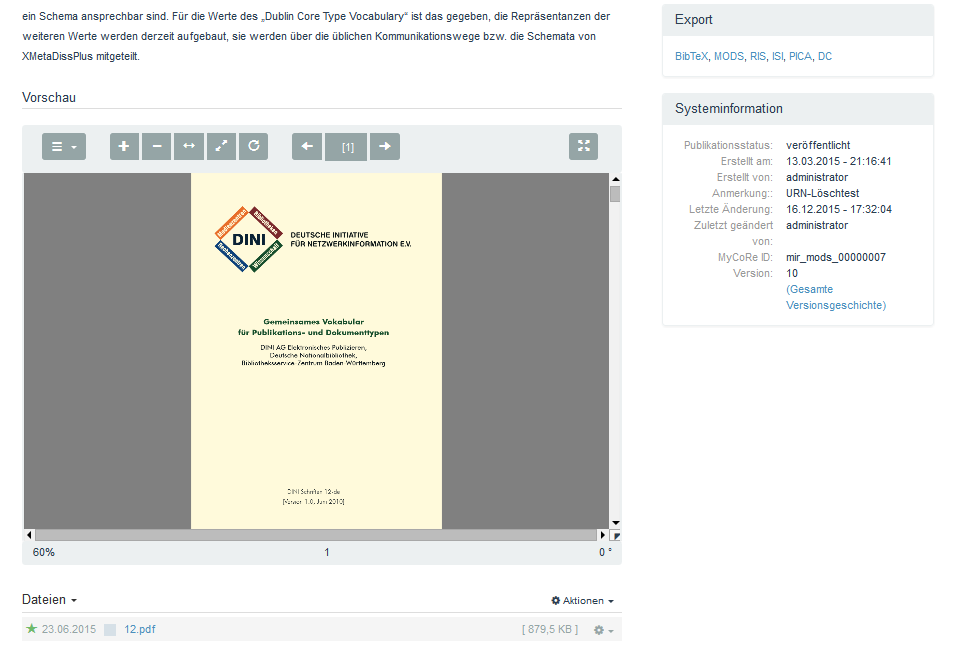 ein Schema ansprechbar sind. Für die Werte des „Dublin Core Type Vocabulary“ ist das gegeben, die Repräsentanzen der
weiteren Werte werden derzeit aufgebaut, sie werden über die üblichen Kommunikationswege bzw. die Schemata von
XMetaDissPlus mitgeteilt.
Vorschau
[1]
DINI
Bibliotheken
Wissenschaft
DEUTSCHE INITIATIVE
FÜR NETZWERKINFORMATION E.V.
Gemeinsames Vokabular
für Publikations- und Dokumenttypen
DINI AG Elektronisches Publizieren,
Deutsche Nationalbibliothek,
Bibliotheksservice Zentrum Baden Württemberg
DINI Schriften 12-de
[Version 1.0, Juni 2010]
60%
1
0 °
Dateien
Aktionen
23.06.2015
12.pdf
[ 879,5 KB ]
Export
BibTeX, MODS, RIS, ISI, PICA, DC
Systeminformation
Publikationsstatus: veröffentlicht
Erstellt am: 13.03.2015 - 21:16:41
Erstellt von: administrator
Anmerkung:: URN-Löschtest
Letzte Änderung: 16.12.2015 - 17:32:04
Zuletzt geändert administrator
von:
MyCoRe ID: mir_mods_00000007
Version: 10
(Gesamte
Versionsgeschichte)